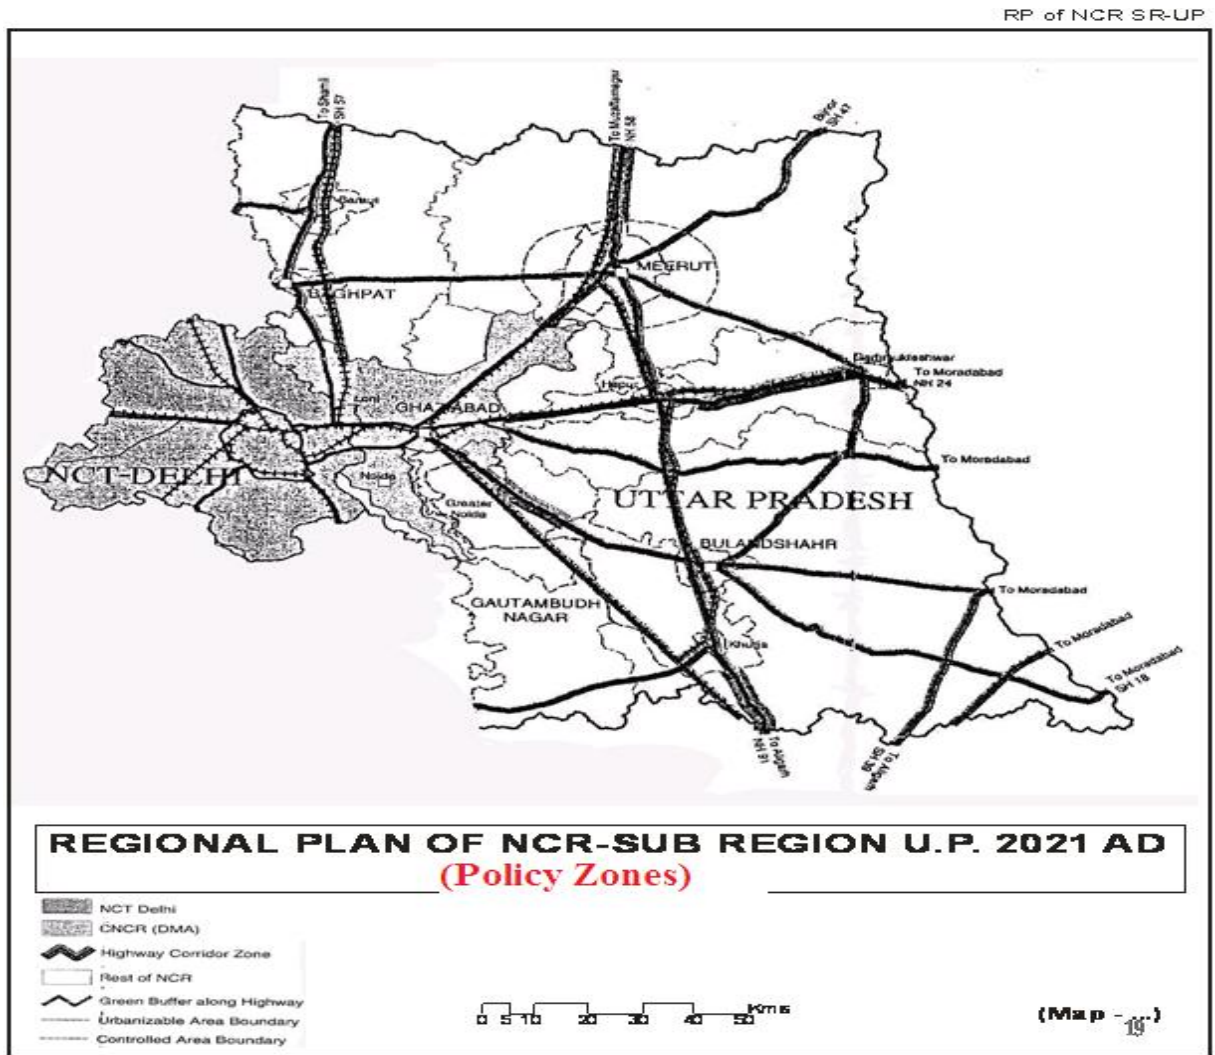 RP of NCR SR-UP
To Shamli
SH 57
To Muzaffarnagar
NH 58
Bijnor
SH 47
Baraut
MEERUT
BAGHPAT
Garhmukteshwar
To Moradabad
NH 24
Hapur
Loni
GHAZIABAD
To Moradabad
NCT-DELHI
Noida
Greater
Noida
UTTAR PRADESH
BULANDSHAHR
To Moradabad
GAUTAMBUDH
NAGAR
To Moradabad
Khurja
To Moradabad
SH 18
To Aligarh
NH 91
To Aligarh
SH 39
REGIONAL PLAN OF NCR-SUB REGION U.P. 2021 AD
(Policy Zones)
NCT Delhi
CNCR (DMA)
Highway Corridor Zone
Rest of NCR
Green Buffer along Highway
Urbanizable Area Boundary
Controlled Area Boundary
0 5 10 20 30 40 50 Kms
(Map - ...)
19